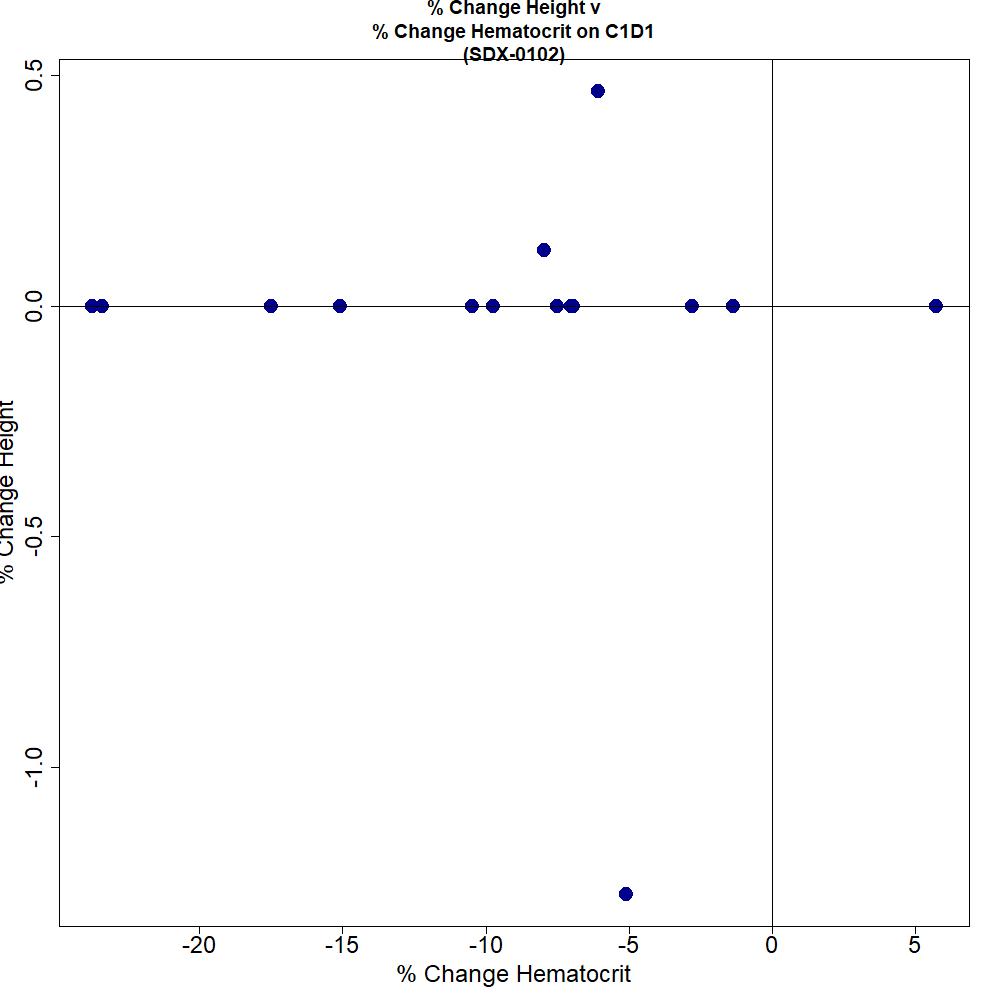 % Change Height v
% Change Hematocrit on C1D1
(SDX-0102)
0.5
0.0
-0.5
-1.0
% Change Height
-20
-15
-10
-5
0
5
% Change Hematocrit